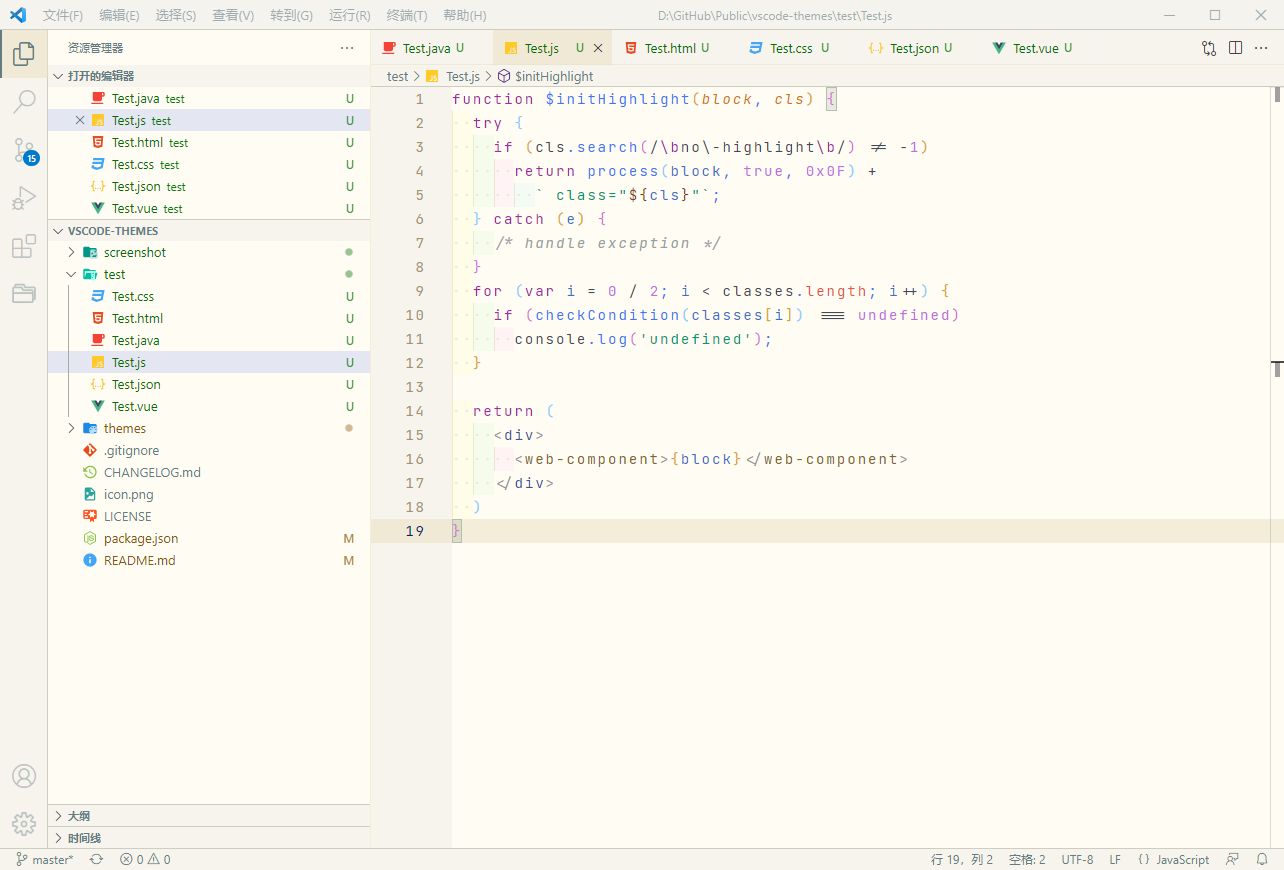 文件(F) 编辑(E) 选择(S) 查看(V) 转到(G) 运行(R) 终端(T) 帮助(H) D:\GitHub\Public\vscode-themes\test\Test.js
资源管理器
打开的编辑器
Test.java test U
Test.js test U
Test.html test U
Test.css test U
Test.json test U
Test.vue test U
VSCODE-THEMES
screenshot
test
Test.css U
Test.html U
Test.java U
Test.js U
Test.json U
Test.vue U
themes
.gitignore
CHANGELOG.md
icon.png
LICENSE
package.json M
README.md M
大纲
时间线
15
Test.java U Test.js U Test.html U Test.css U Test.json U Test.vue U
test > Test.js > $initHighlight
1 function $initHighlight(block, cls) {
2 try {
3 if (cls.search(/\bno\-highlight\b/) != -1)
4 return process(block, true, 0x0F) +
5 ` class="${cls}"`;
6 } catch (e) {
7 /* handle exception */
8 }
9 for (var i = 0 / 2; i < classes.length; i++) {
10 if (checkCondition(classes[i]) === undefined)
11 console.log('undefined');
12 }
13
14 return (
15 <div>
16 <web-component>{block}</web-component>
17 </div>
18 )
19 }
master* 0 0 行 19，列 2 空格: 2 UTF-8 LF {} JavaScript